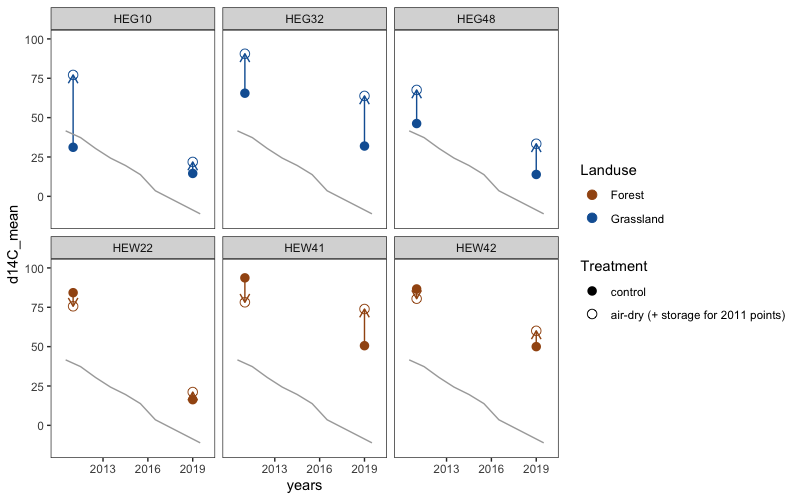 HEG10 HEG32 HEG48
100
75
50
25
0
HEW22 HEW41 HEW42
100
75
50
25
0
2013 2016 2019 2013 2016 2019 2013 2016 2019
years
d14C_mean
Landuse
Forest
Grassland
Treatment
control
air-dry (+ storage for 2011 points)